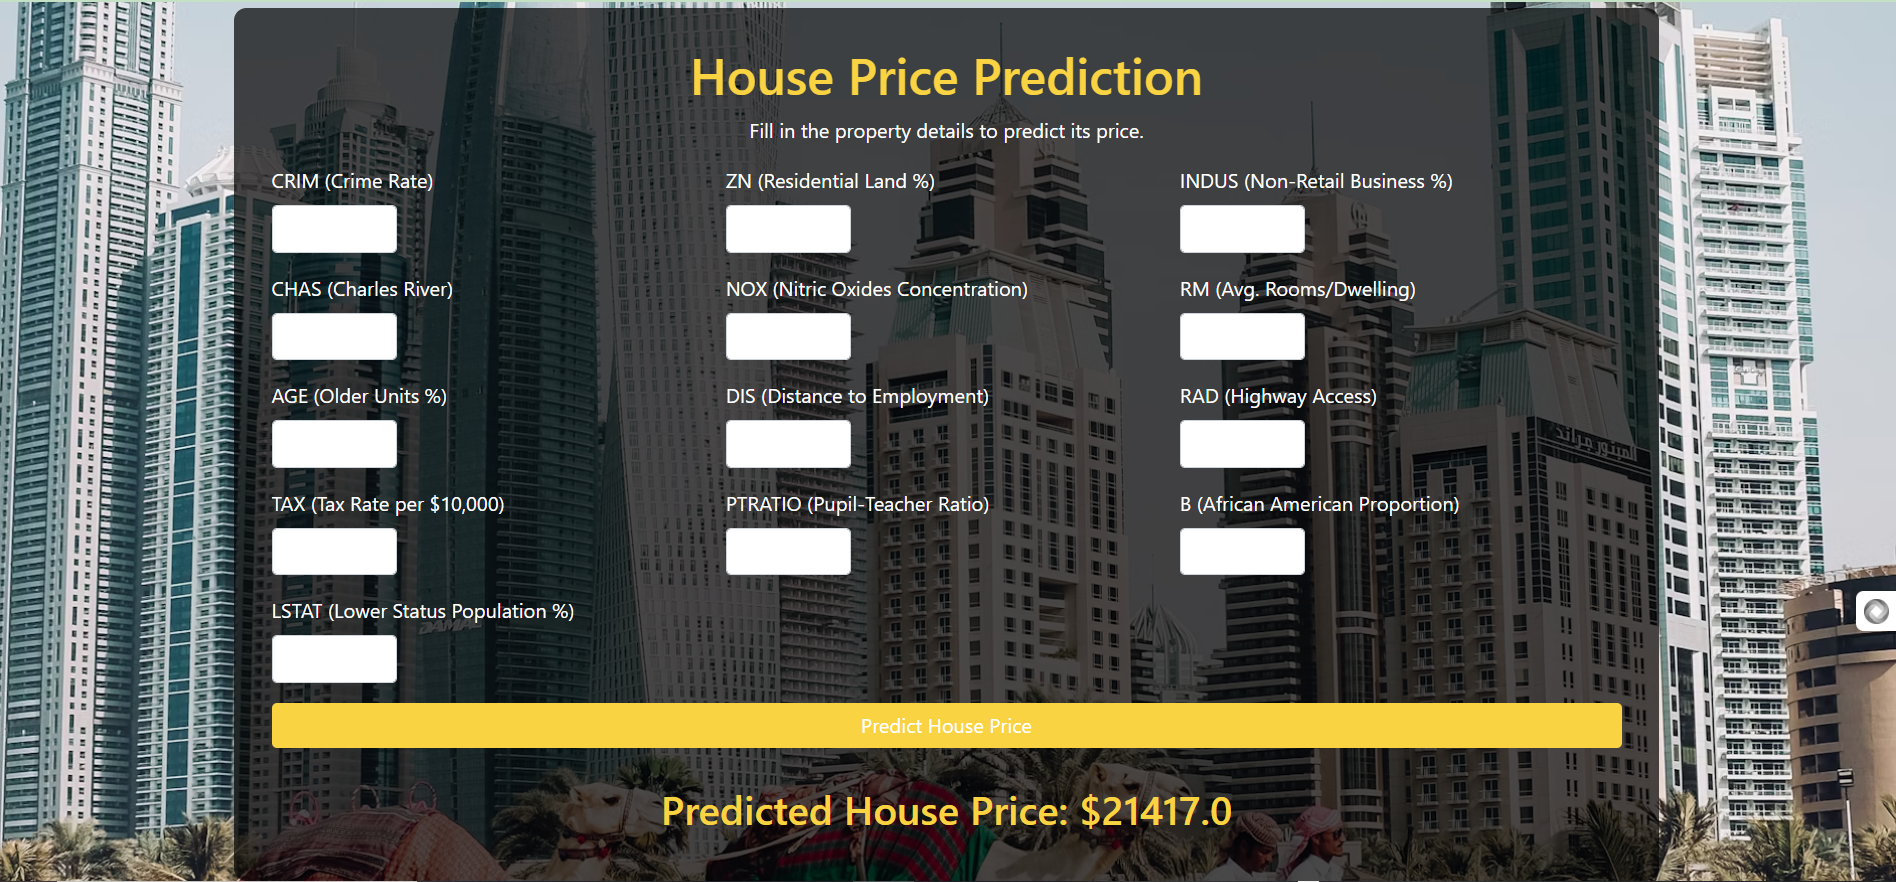 House Price Prediction
Fill in the property details to predict its price.
CRIM (Crime Rate)
ZN (Residential Land %)
INDUS (Non-Retail Business %)
CHAS (Charles River)
NOX (Nitric Oxides Concentration)
RM (Avg. Rooms/Dwelling)
AGE (Older Units %)
DIS (Distance to Employment)
RAD (Highway Access)
TAX (Tax Rate per $10,000)
PTRATIO (Pupil-Teacher Ratio)
B (African American Proportion)
LSTAT (Lower Status Population %)
DAMAC
Predict House Price
Predicted House Price: $21417.0